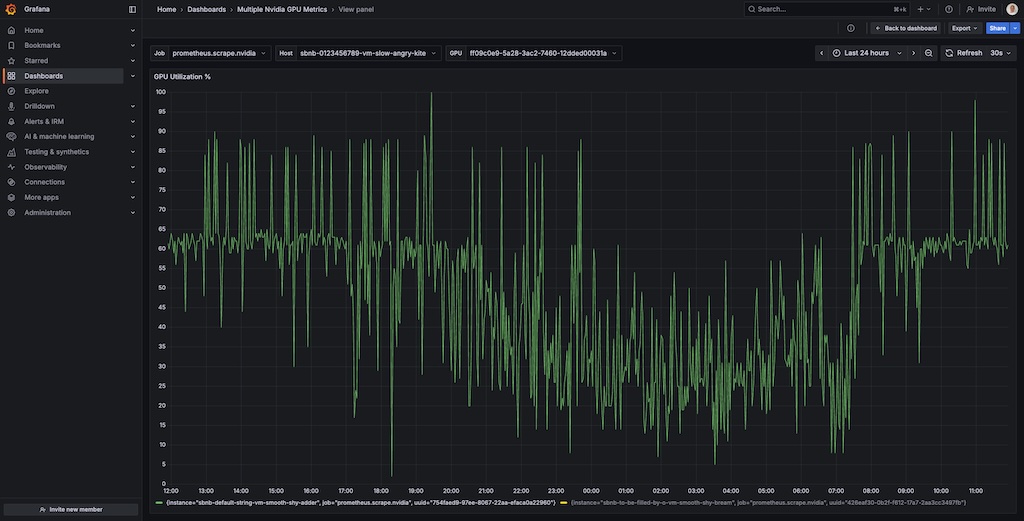 Grafana
Home › Dashboards › Multiple Nvidia GPU Metrics › View panel
Search...
⌘+k
Invite
Back to dashboard
Export
Share
Home
Bookmarks
Starred
Dashboards
Explore
Drilldown
Alerts & IRM
AI & machine learning
Testing & synthetics
Observability
Connections
More apps
Administration
Invite new member
Job prometheus.scrape.nvidia Host sbnb-0123456789-vm-slow-angry-kite GPU ff09c0e9-5a28-3ac2-7460-12dded00031a
Last 24 hours
Refresh 30s
GPU Utilization %
100
95
90
85
80
75
70
65
60
55
50
45
40
35
30
25
20
15
10
5
0
12:00 13:00 14:00 15:00 16:00 17:00 18:00 19:00 20:00 21:00 22:00 23:00 00:00 01:00 02:00 03:00 04:00 05:00 06:00 07:00 08:00 09:00 10:00 11:00
{instance="sbnb-default-string-vm-smooth-shy-adder", job="prometheus.scrape.nvidia", uuid="754faed9-97ee-8067-22aa-efaca0a22960"} {instance="sbnb-to-be-filled-by-o-vm-smooth-shy-bream", job="prometheus.scrape.nvidia", uuid="426eaf30-0b2f-f612-17a7-2aa3cc3497fb"}